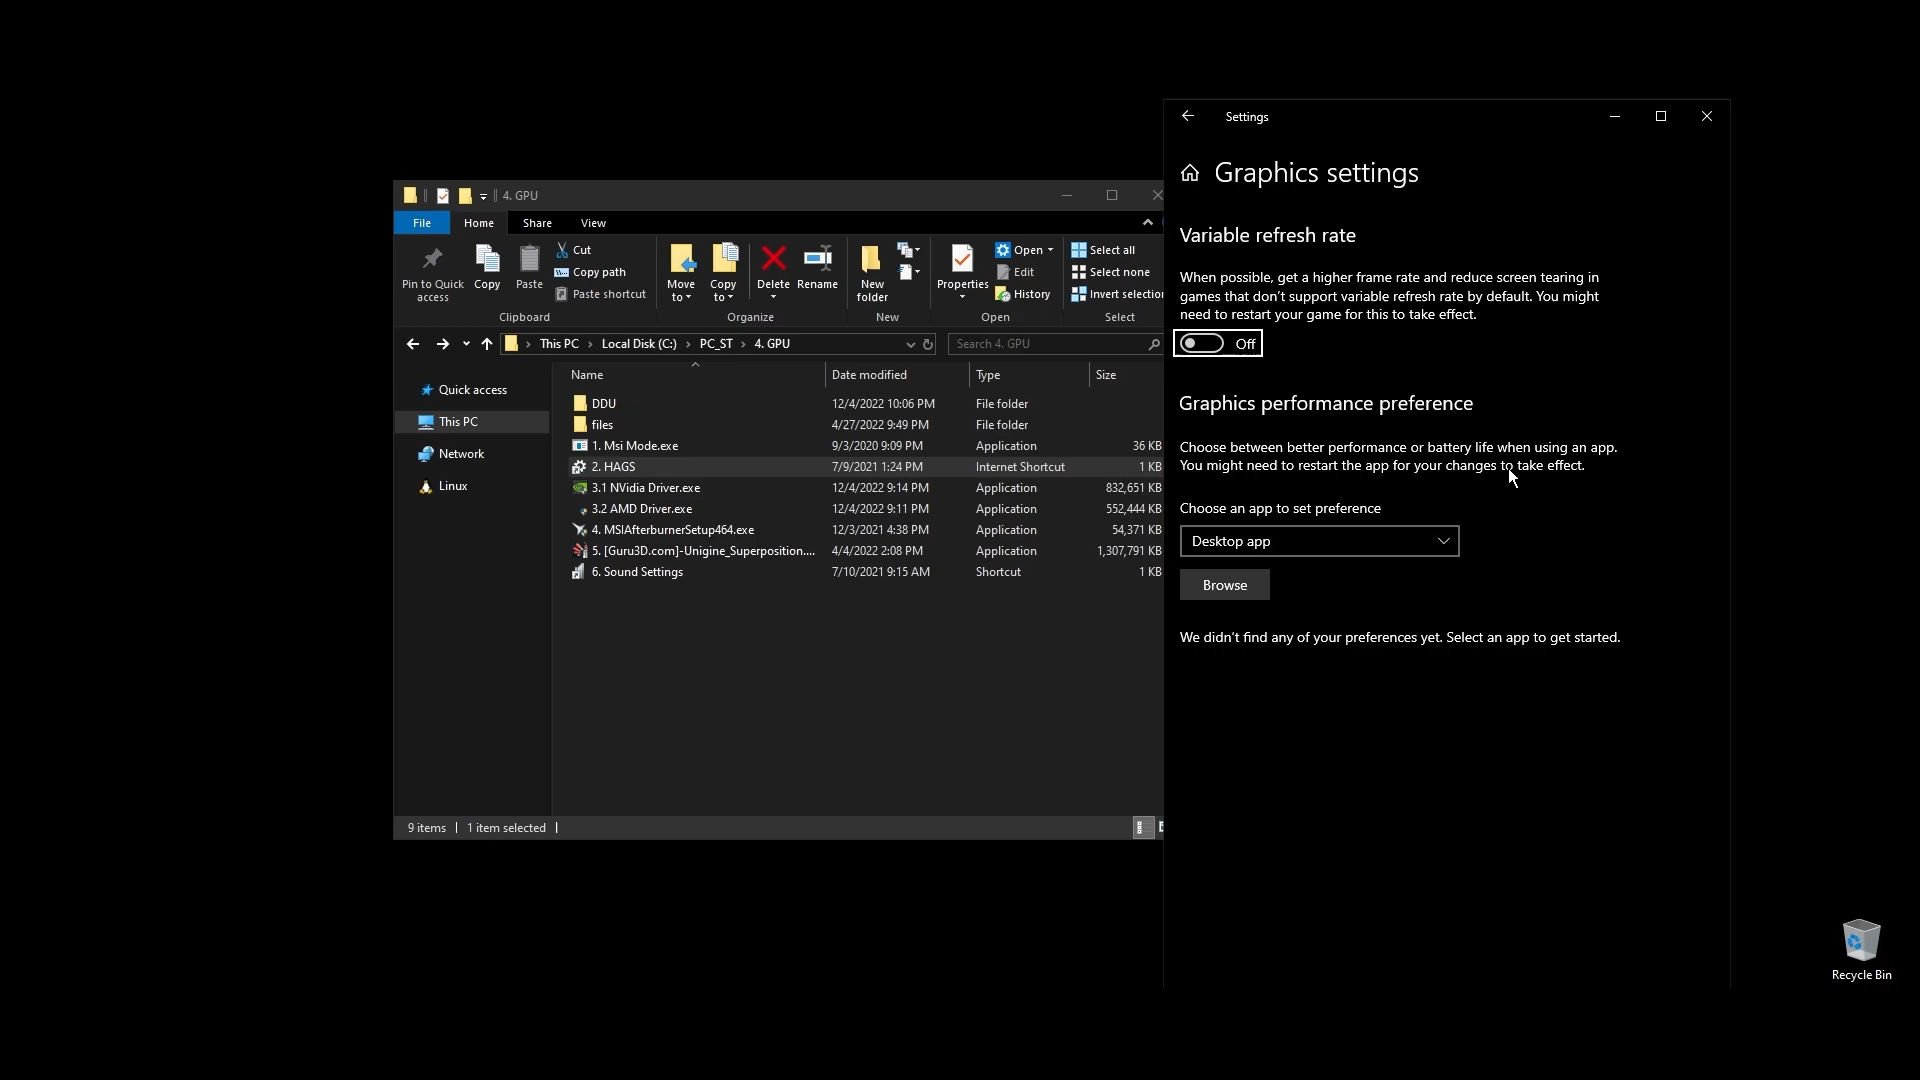 4. GPU
File
Home
Share
View
Pin to Quick
access
Copy
Paste
Cut
Copy path
Paste shortcut
Clipboard
Move
to
Copy
to
Delete
Rename
Organize
New
folder
New
Properties
Open
Edit
History
Open
Select all
Select none
Invert selection
Select
This PC
Local Disk (C:)
PC_ST
4. GPU
Search 4. GPU
Quick access
This PC
Network
Linux
Name Date modified Type Size
DDU 12/4/2022 10:06 PM File folder
files 4/27/2022 9:49 PM File folder
1. Msi Mode.exe 9/3/2020 9:09 PM Application 36 KB
2. HAGS 7/9/2021 1:24 PM Internet Shortcut 1 KB
3.1 NVidia Driver.exe 12/4/2022 9:14 PM Application 832,651 KB
3.2 AMD Driver.exe 12/4/2022 9:11 PM Application 552,444 KB
4. MSIAfterburnerSetup464.exe 12/3/2021 4:38 PM Application 54,371 KB
5. [Guru3D.com]-Unigine_Superposition.... 4/4/2022 2:08 PM Application 1,307,791 KB
6. Sound Settings 7/10/2021 9:15 AM Shortcut 1 KB
9 items
1 item selected
Settings
Graphics settings
Variable refresh rate
When possible, get a higher frame rate and reduce screen tearing in
games that don't support variable refresh rate by default. You might
need to restart your game for this to take effect.
Off
Graphics performance preference
Choose between better performance or battery life when using an app.
You might need to restart the app for your changes to take effect.
Choose an app to set preference
Desktop app
Browse
We didn't find any of your preferences yet. Select an app to get started.
Recycle Bin